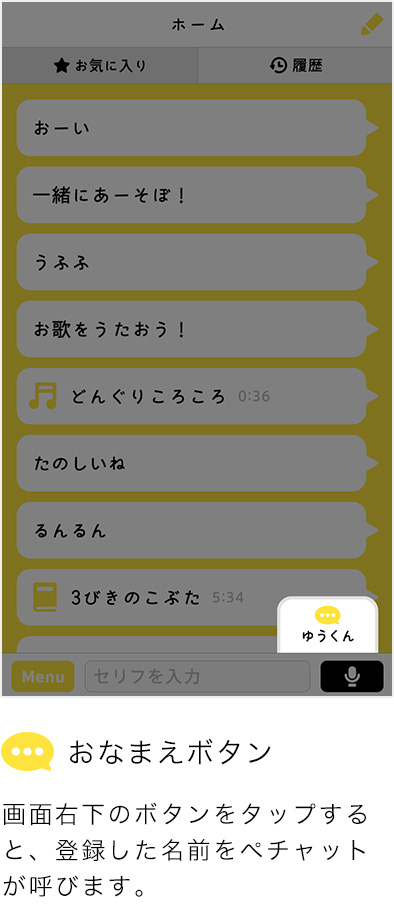 ホーム
お気に入り
履歴
おーい
一緒にあーそぼ！
うふふ
お歌をうたおう！
どんぐりころころ 0:36
たのしいね
るんるん
3びきのこぶた 5:34
ゆうくん
Menu
セリフを入力
おなまえボタン
画面右下のボタンをタップする
と、登録した名前をペチャット
が呼びます。